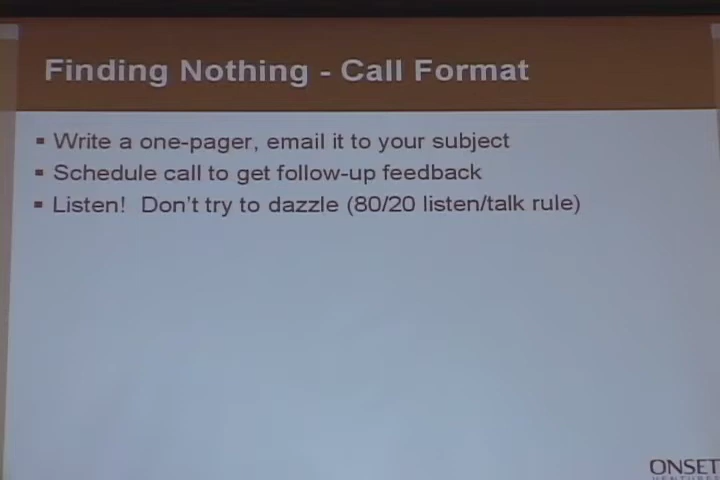 Finding Nothing - Call Format
▪ Write a one-pager, email it to your subject
▪ Schedule call to get follow-up feedback
▪ Listen!  Don't try to dazzle (80/20 listen/talk rule)
ONSET
VENTURES